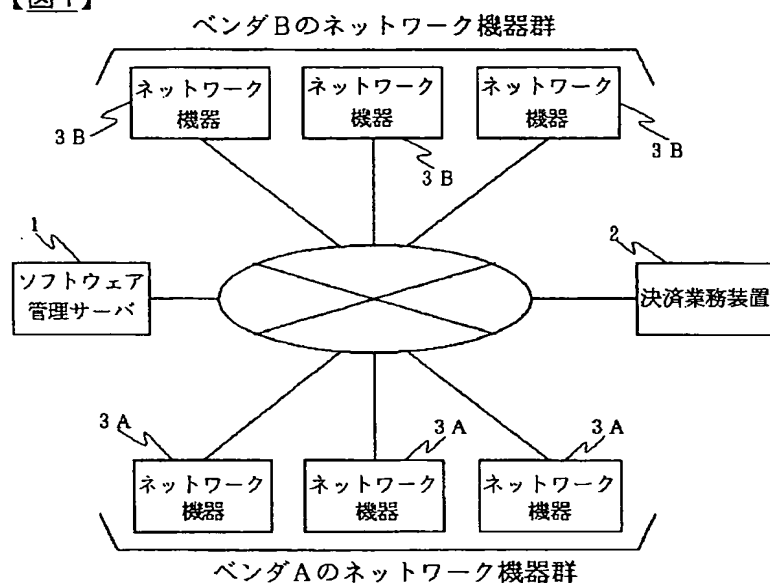 【図1】
ベンダBのネットワーク機器群
ネットワーク
機器
ネットワーク
機器
ネットワーク
機器
3B
3B
3B
1
ソフトウェア
管理サーバ
2
決済業務装置
3A
3A
3A
ネットワーク
機器
ネットワーク
機器
ネットワーク
機器
ベンダAのネットワーク機器群